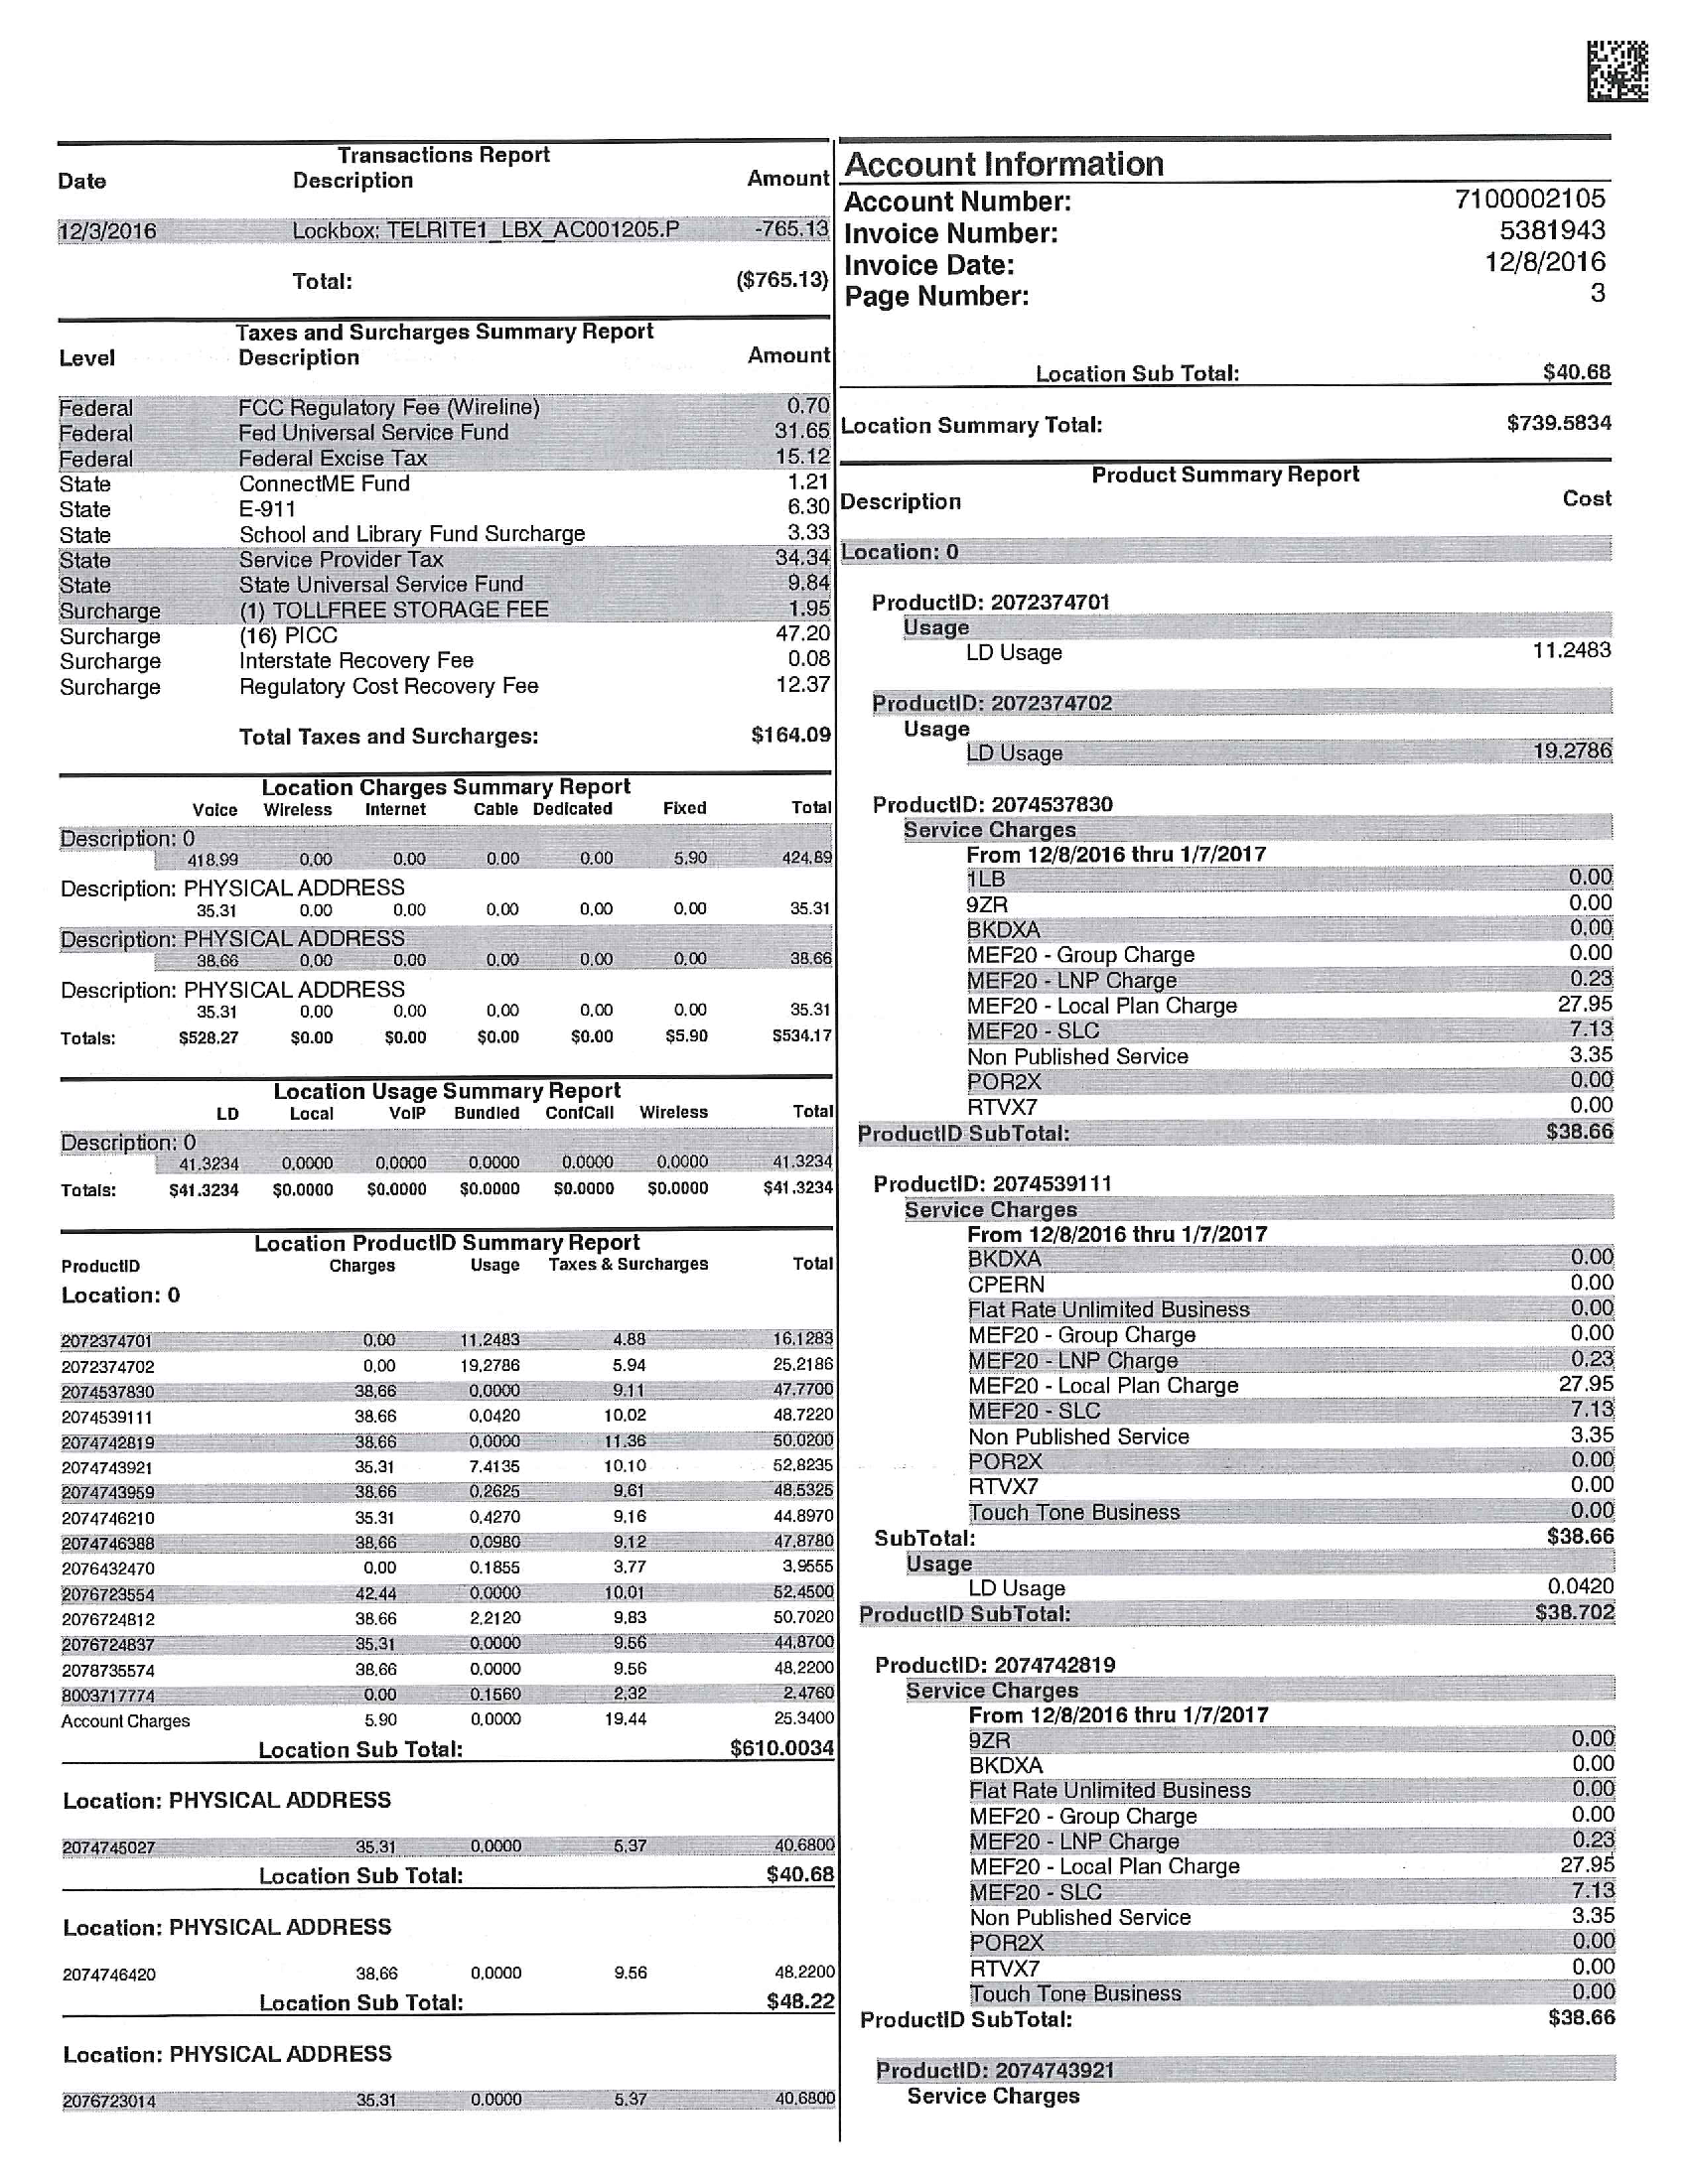 Transactions Report
Date Description Amount
12/3/2016 Lockbox: TELRITE1_LBX_AC001205.P -765.13
Total: ($765.13)
Taxes and Surcharges Summary Report
Level Description Amount
Federal FCC Regulatory Fee (Wireline) 0.70
Federal Fed Universal Service Fund 31.65
Federal Federal Excise Tax 15.12
State ConnectME Fund 1.21
State E-911 6.30
State School and Library Fund Surcharge 3.33
State Service Provider Tax 34.34
State State Universal Service Fund 9.84
Surcharge (1) TOLLFREE STORAGE FEE 1.95
Surcharge (16) PICC 47.20
Surcharge Interstate Recovery Fee 0.08
Surcharge Regulatory Cost Recovery Fee 12.37
Total Taxes and Surcharges: $164.09
Location Charges Summary Report
Voice Wireless Internet Cable Dedicated Fixed Total
Description: 0
418.99 0.00 0.00 0.00 0.00 5.90 424.89
Description: PHYSICAL ADDRESS
35.31 0.00 0.00 0.00 0.00 0.00 35.31
Description: PHYSICAL ADDRESS
38.66 0.00 0.00 0.00 0.00 0.00 38.66
Description: PHYSICAL ADDRESS
35.31 0.00 0.00 0.00 0.00 0.00 35.31
Totals: $528.27 $0.00 $0.00 $0.00 $0.00 $5.90 $534.17
Location Usage Summary Report
LD Local VoIP Bundled ConfCall Wireless Total
Description: 0
41.3234 0.0000 0.0000 0.0000 0.0000 0.0000 41.3234
Totals: $41.3234 $0.0000 $0.0000 $0.0000 $0.0000 $0.0000 $41.3234
Location ProductID Summary Report
ProductID Charges Usage Taxes & Surcharges Total
Location: 0
2072374701 0.00 11.2483 4.88 16.1283
2072374702 0.00 19.2786 5.94 25.2186
2074537830 38.66 0.0000 9.11 47.7700
2074539111 38.66 0.0420 10.02 48.7220
2074742819 38.66 0.0000 11.36 50.0200
2074743921 35.31 7.4135 10.10 52.8235
2074743959 38.66 0.2625 9.61 48.5325
2074746210 35.31 0.4270 9.16 44.8970
2074746388 38.66 0.0980 9.12 47.8780
2076432470 0.00 0.1855 3.77 3.9555
2076723554 42.44 0.0000 10.01 52.4500
2076724812 38.66 2.2120 9.83 50.7020
2076724837 35.31 0.0000 9.56 44.8700
2078735574 38.66 0.0000 9.56 48.2200
8003717774 0.00 0.1560 2.32 2.4760
Account Charges 5.90 0.0000 19.44 25.3400
Location Sub Total: $610.0034
Location: PHYSICAL ADDRESS
2074745027 35.31 0.0000 5.37 40.6800
Location Sub Total: $40.68
Location: PHYSICAL ADDRESS
2074746420 38.66 0.0000 9.56 48.2200
Location Sub Total: $48.22
Location: PHYSICAL ADDRESS
2076723014 35.31 0.0000 5.37 40.6800
Account Information
Account Number: 7100002105
Invoice Number: 5381943
Invoice Date: 12/8/2016
Page Number: 3
Location Sub Total: $40.68
Location Summary Total: $739.5834
Product Summary Report
Description Cost
Location: 0
ProductID: 2072374701
Usage
LD Usage 11.2483
ProductID: 2072374702
Usage
LD Usage 19.2786
ProductID: 2074537830
Service Charges
From 12/8/2016 thru 1/7/2017
1LB 0.00
9ZR 0.00
BKDXA 0.00
MEF20 - Group Charge 0.00
MEF20 - LNP Charge 0.23
MEF20 - Local Plan Charge 27.95
MEF20 - SLC 7.13
Non Published Service 3.35
POR2X 0.00
RTVX7 0.00
ProductID SubTotal: $38.66
ProductID: 2074539111
Service Charges
From 12/8/2016 thru 1/7/2017
BKDXA 0.00
CPERN 0.00
Flat Rate Unlimited Business 0.00
MEF20 - Group Charge 0.00
MEF20 - LNP Charge 0.23
MEF20 - Local Plan Charge 27.95
MEF20 - SLC 7.13
Non Published Service 3.35
POR2X 0.00
RTVX7 0.00
Touch Tone Business 0.00
SubTotal: $38.66
Usage
LD Usage 0.0420
ProductID SubTotal: $38.702
ProductID: 2074742819
Service Charges
From 12/8/2016 thru 1/7/2017
9ZR 0.00
BKDXA 0.00
Flat Rate Unlimited Business 0.00
MEF20 - Group Charge 0.00
MEF20 - LNP Charge 0.23
MEF20 - Local Plan Charge 27.95
MEF20 - SLC 7.13
Non Published Service 3.35
POR2X 0.00
RTVX7 0.00
Touch Tone Business 0.00
ProductID SubTotal: $38.66
ProductID: 2074743921
Service Charges